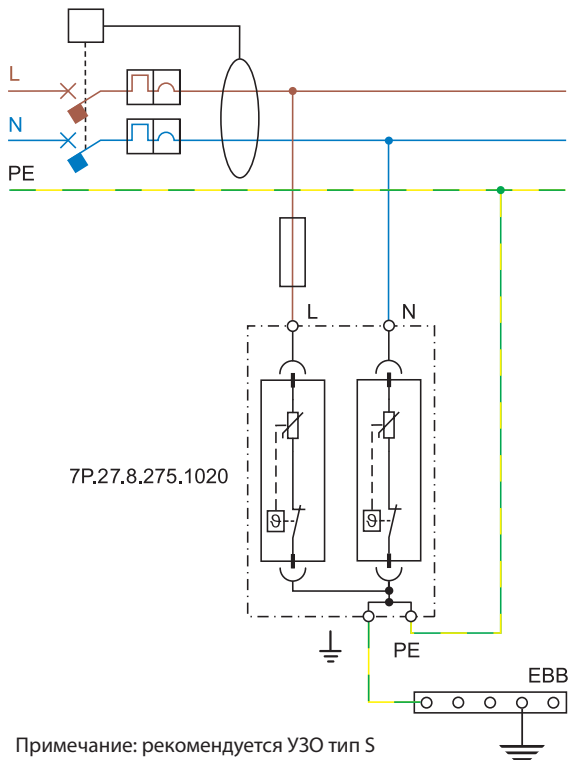 L
N
PE
L
N
7P.27.8.275.1020
ϑ
ϑ
PE
EBB
Примечание: рекомендуется УЗО тип S